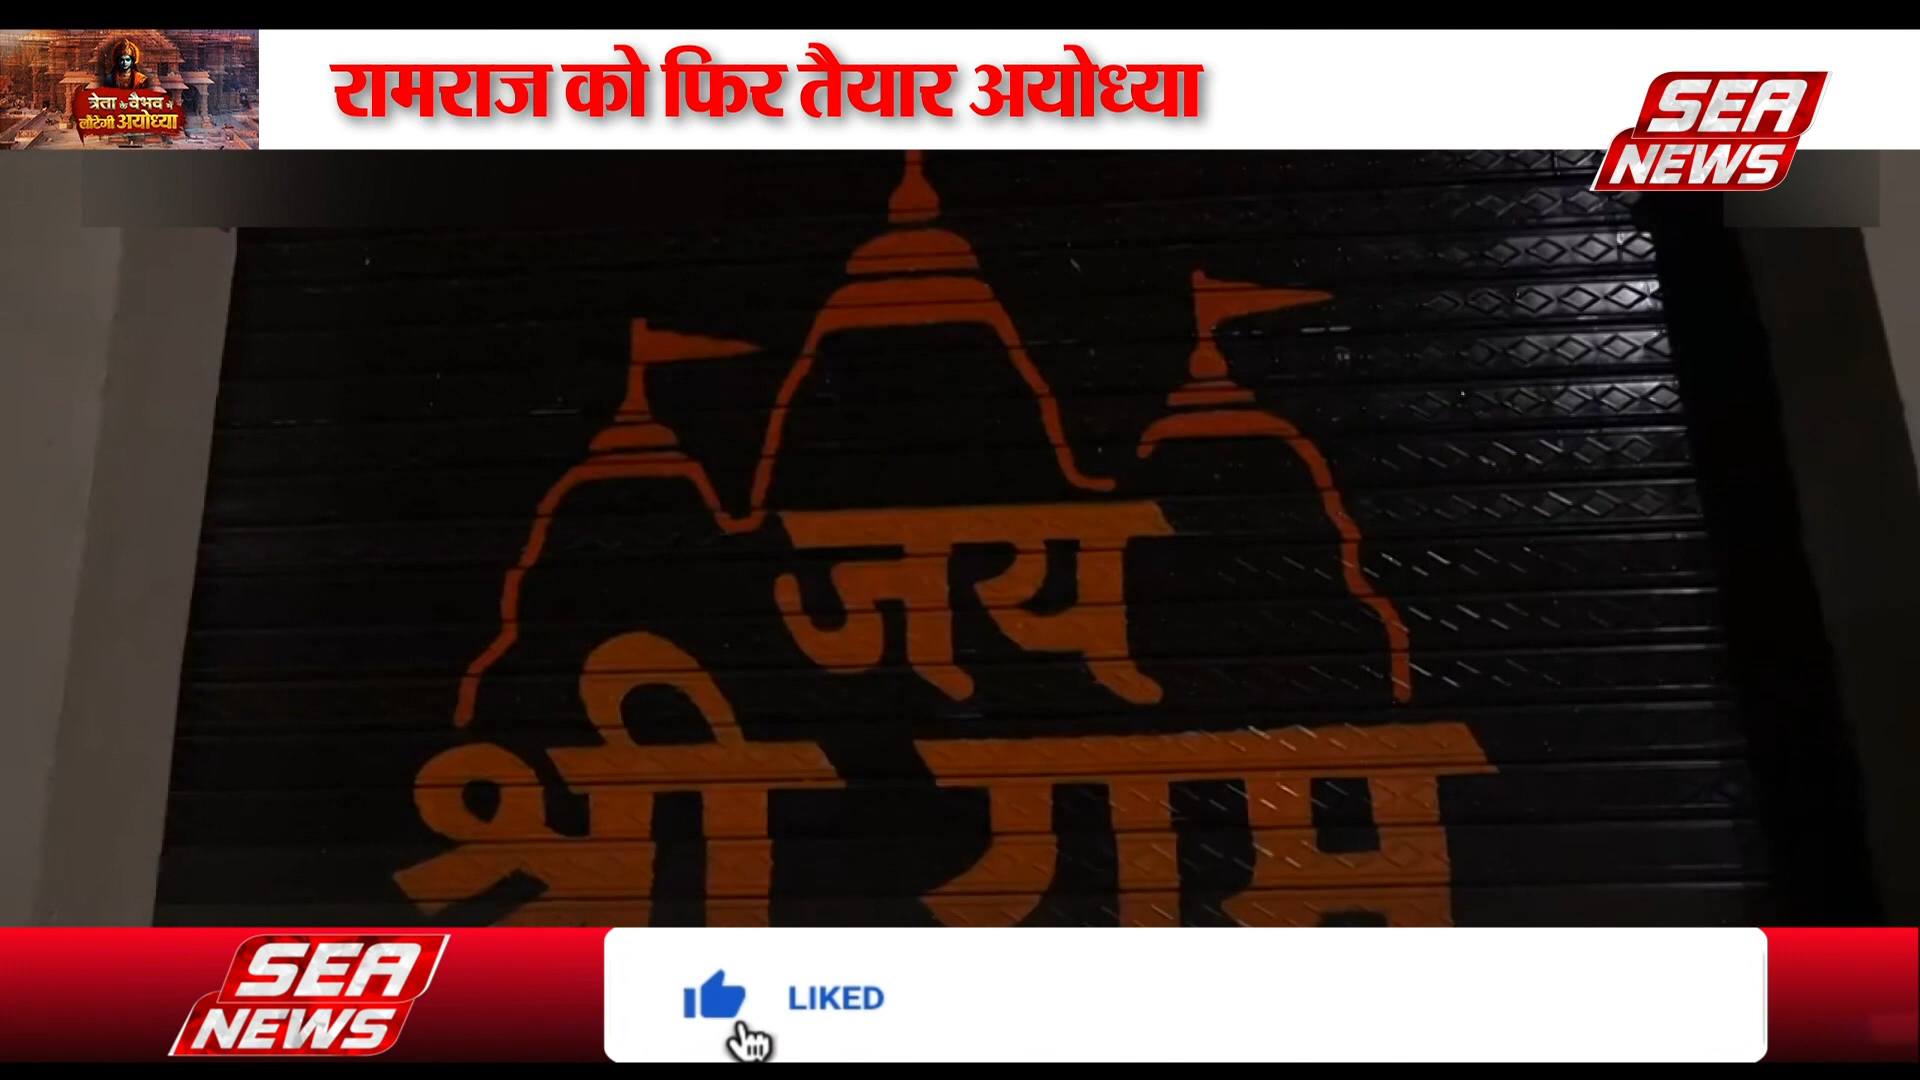 त्रेता के वैभव में
लौटेगी अयोध्या
रामराज को फिर तैयार अयोध्या
SEA
NEWS
जय
श्री राम
SEA
NEWS
LIKED